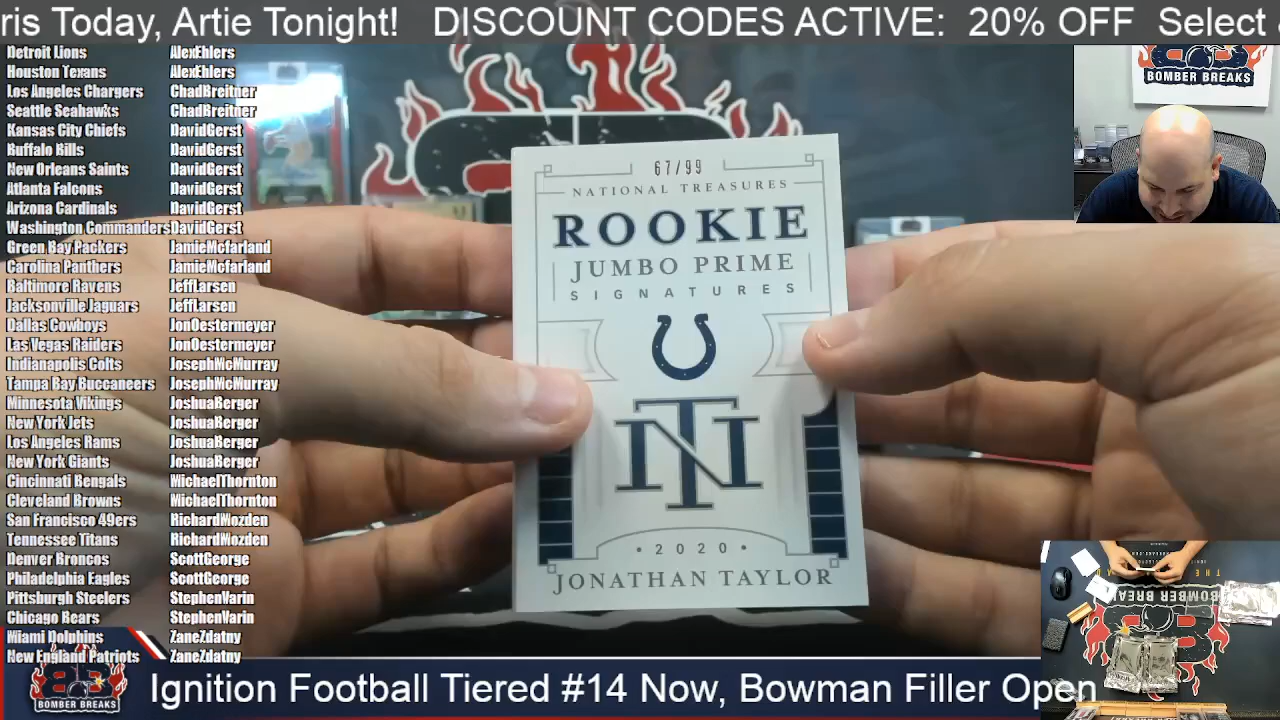 ris Today, Artie Tonight! DISCOUNT CODES ACTIVE: 20% OFF Select
Detroit Lions AlexEhlers
Houston Texans AlexEhlers
Los Angeles Chargers ChadBreitner
Seattle Seahawks ChadBreitner
Kansas City Chiefs DavidGerst
Buffalo Bills DavidGerst
New Orleans Saints DavidGerst
Atlanta Falcons DavidGerst
Arizona Cardinals DavidGerst
Washington Commanders DavidGerst
Green Bay Packers JamieMcfarland
Carolina Panthers JamieMcfarland
Baltimore Ravens JeffLarsen
Jacksonville Jaguars JeffLarsen
Dallas Cowboys JonOestermeyer
Las Vegas Raiders JonOestermeyer
Indianapolis Colts JosephMcMurray
Tampa Bay Buccaneers JosephMcMurray
Minnesota Vikings JoshuaBerger
New York Jets JoshuaBerger
Los Angeles Rams JoshuaBerger
New York Giants JoshuaBerger
Cincinnati Bengals MichaelThornton
Cleveland Browns MichaelThornton
San Francisco 49ers RichardWozden
Tennessee Titans RichardWozden
Denver Broncos ScottGeorge
Philadelphia Eagles ScottGeorge
Pittsburgh Steelers StephenVarin
Chicago Bears StephenVarin
Miami Dolphins ZaneZdatny
New England Patriots ZaneZdatny
67/99
NATIONAL TREASURES
ROOKIE
JUMBO PRIME
SIGNATURES
NTI
• 2020 •
JONATHAN TAYLOR
BOMBER BREAKS
BOMBER BREAK
BOMBER BREAKS
Ignition Football Tiered #14 Now, Bowman Filler Open